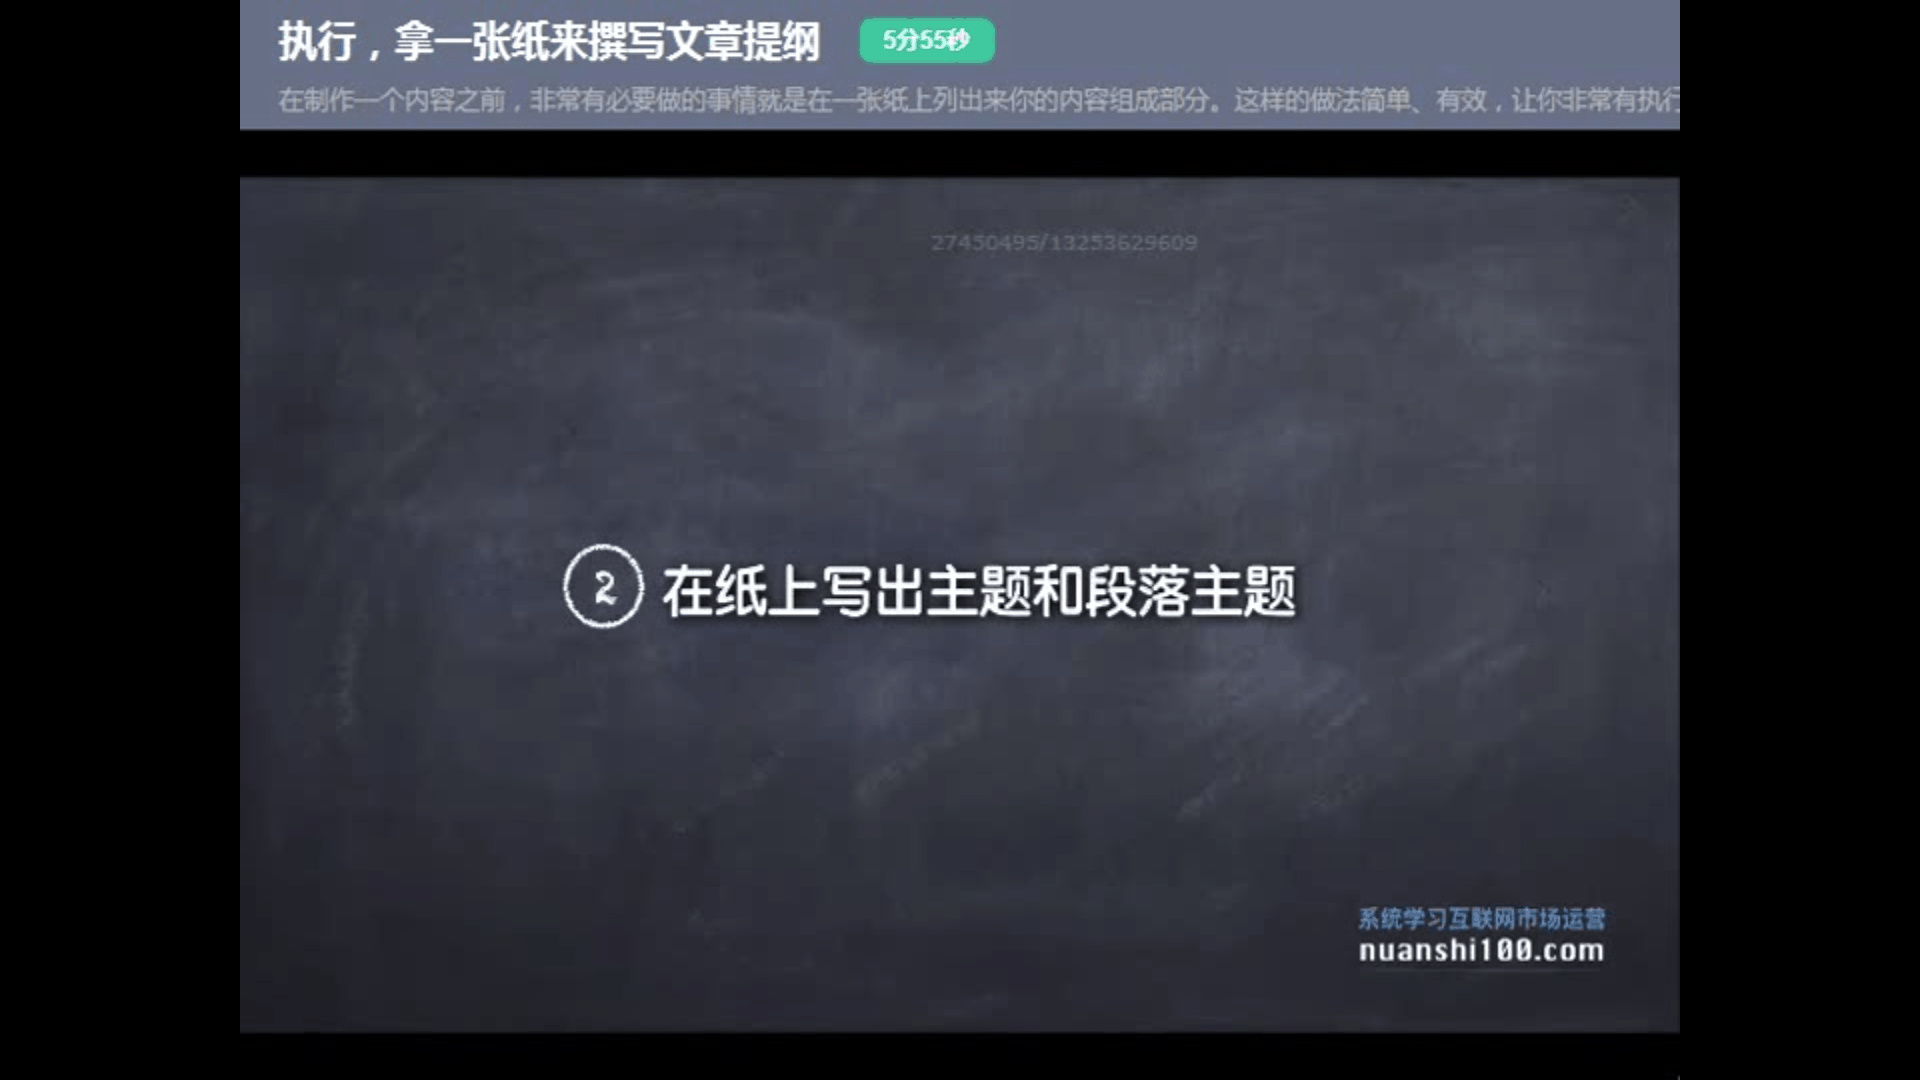 执行，拿一张纸来撰写文章提纲 5分55秒
在制作一个内容之前，非常有必要做的事情就是在一张纸上列出来你的内容组成部分。这样的做法简单、有效，让你非常有执行
27450495/13253629609
2 在纸上写出主题和段落主题
系统学习互联网市场运营
nuanshi100.com